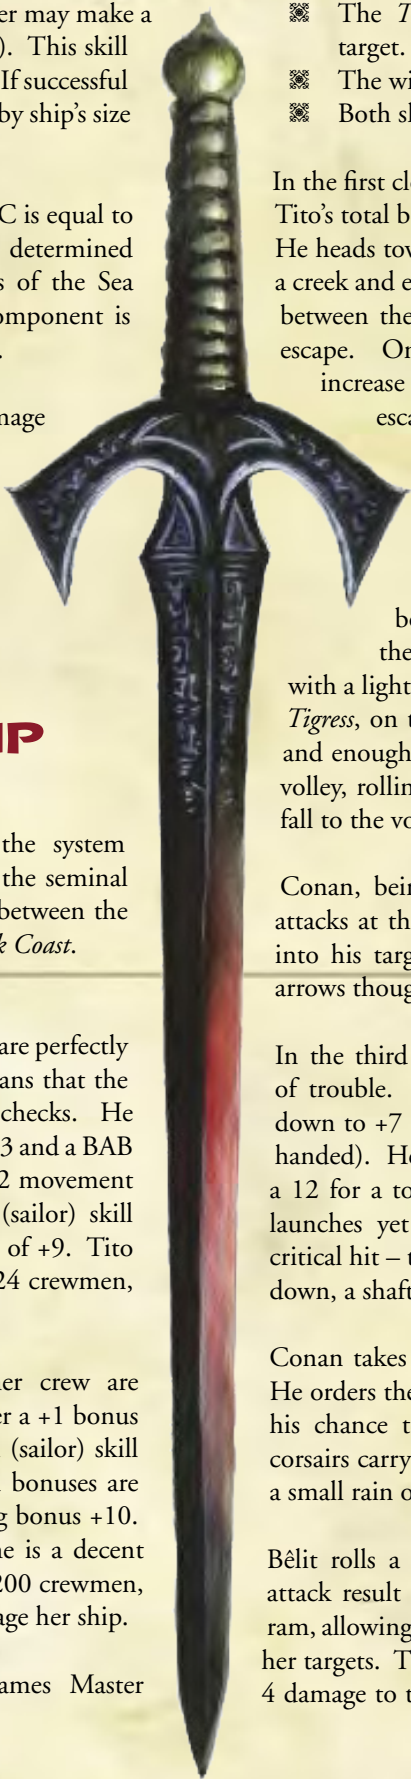 er may make a
). This skill
If successful
by ship's size
C is equal to
determined
s of the Sea
omponent is
.
mage
IP
the system
the seminal
between the
k Coast.
are perfectly
ans that the
checks. He
3 and a BAB
2 movement
(sailor) skill
of +9. Tito
24 crewmen,
her crew are
er a +1 bonus
(sailor) skill
bonuses are
g bonus +10.
ne is a decent
200 crewmen,
age her ship.
ames Master
The T
target.
The wi
Both sh
In the first cl
Tito's total b
He heads tow
a creek and e
between the
escape. On
increase
esca
be
the
with a light
Tigress, on t
and enough
volley, rollin
fall to the vo
Conan, bein
attacks at th
into his targ
arrows thoug
In the third
of trouble.
down to +7
handed). He
a 12 for a to
launches yet
critical hit – t
down, a shaft
Conan takes
He orders the
his chance t
corsairs carry
a small rain o
Bêlit rolls a
attack result
ram, allowing
her targets. T
4 damage to t